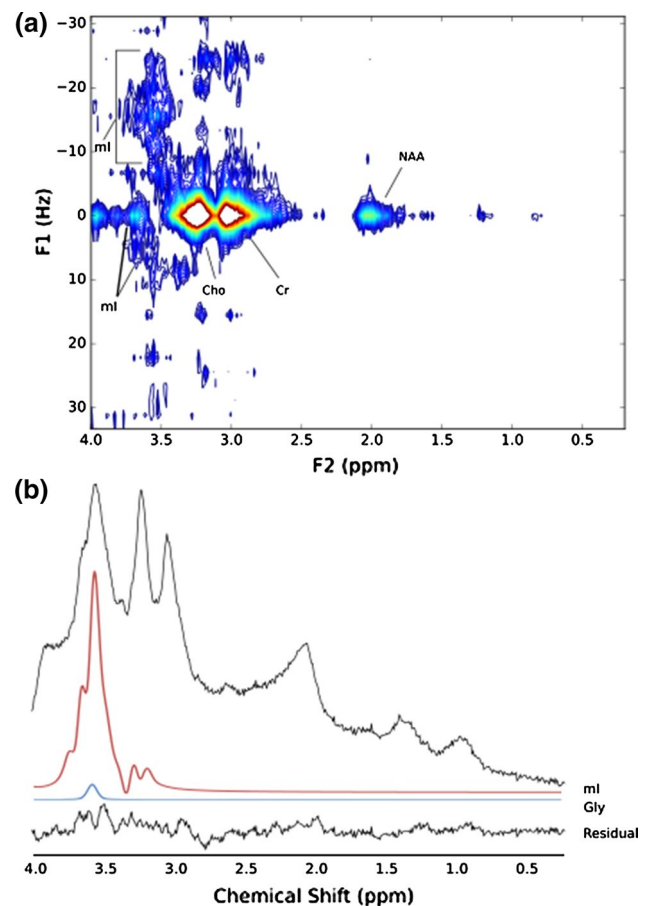 (a)
−30
−20
−10
0
10
20
30
F1 (Hz)
mI
mI
NAA
Cho
Cr
4.0 3.5 3.0 2.5 2.0 1.5 1.0 0.5
F2 (ppm)
(b)
mI
Gly
Residual
4.0 3.5 3.0 2.5 2.0 1.5 1.0 0.5
Chemical Shift (ppm)